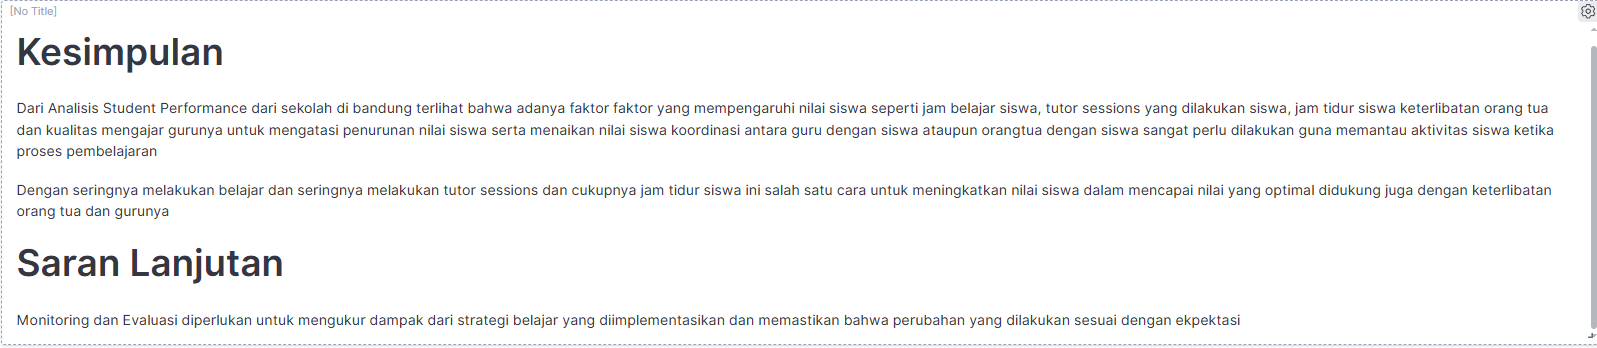 [No Title]
Kesimpulan
Dari Analisis Student Performance dari sekolah di bandung terlihat bahwa adanya faktor faktor yang mempengaruhi nilai siswa seperti jam belajar siswa, tutor sessions yang dilakukan siswa, jam tidur siswa keterlibatan orang tua
dan kualitas mengajar gurunya untuk mengatasi penurunan nilai siswa serta menaikan nilai siswa koordinasi antara guru dengan siswa ataupun orangtua dengan siswa sangat perlu dilakukan guna memantau aktivitas siswa ketika
proses pembelajaran
Dengan seringnya melakukan belajar dan seringnya melakukan tutor sessions dan cukupnya jam tidur siswa ini salah satu cara untuk meningkatkan nilai siswa dalam mencapai nilai yang optimal didukung juga dengan keterlibatan
orang tua dan gurunya
Saran Lanjutan
Monitoring dan Evaluasi diperlukan untuk mengukur dampak dari strategi belajar yang diimplementasikan dan memastikan bahwa perubahan yang dilakukan sesuai dengan ekpektasi